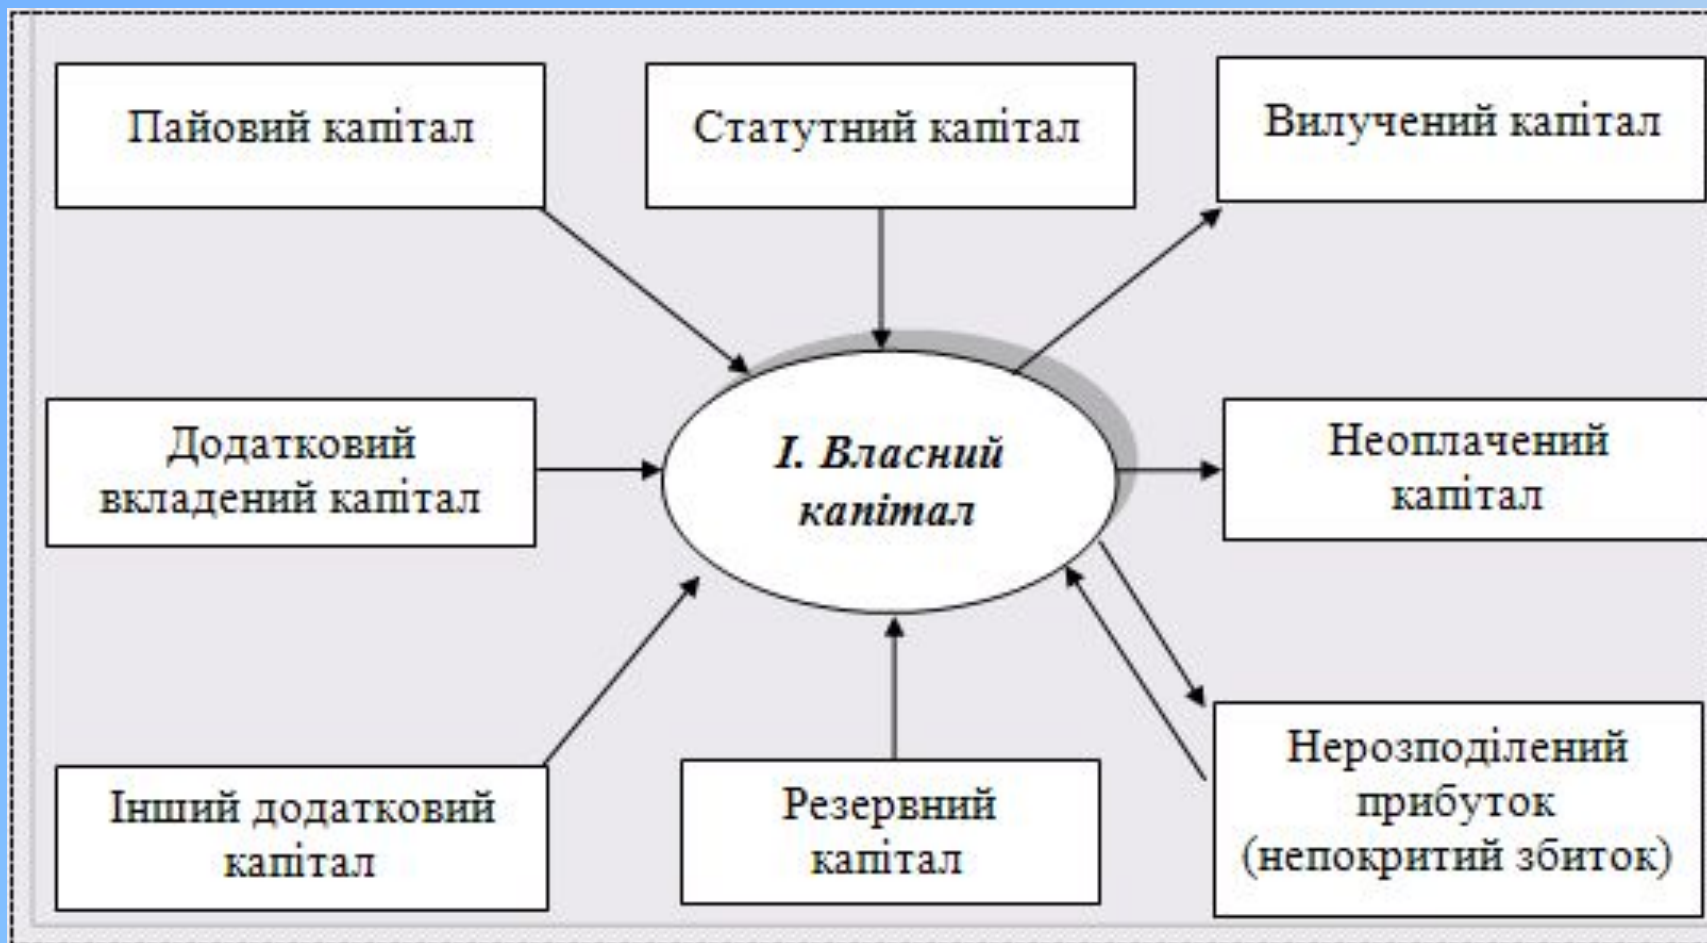 Пайовий капітал
Статутний капітал
Вилучений капітал
Додатковий
вкладений капітал
І. Власний
капітал
Неоплачений
капітал
Інший додатковий
капітал
Резервний
капітал
Нерозподілений
прибуток
(непокритий збиток)